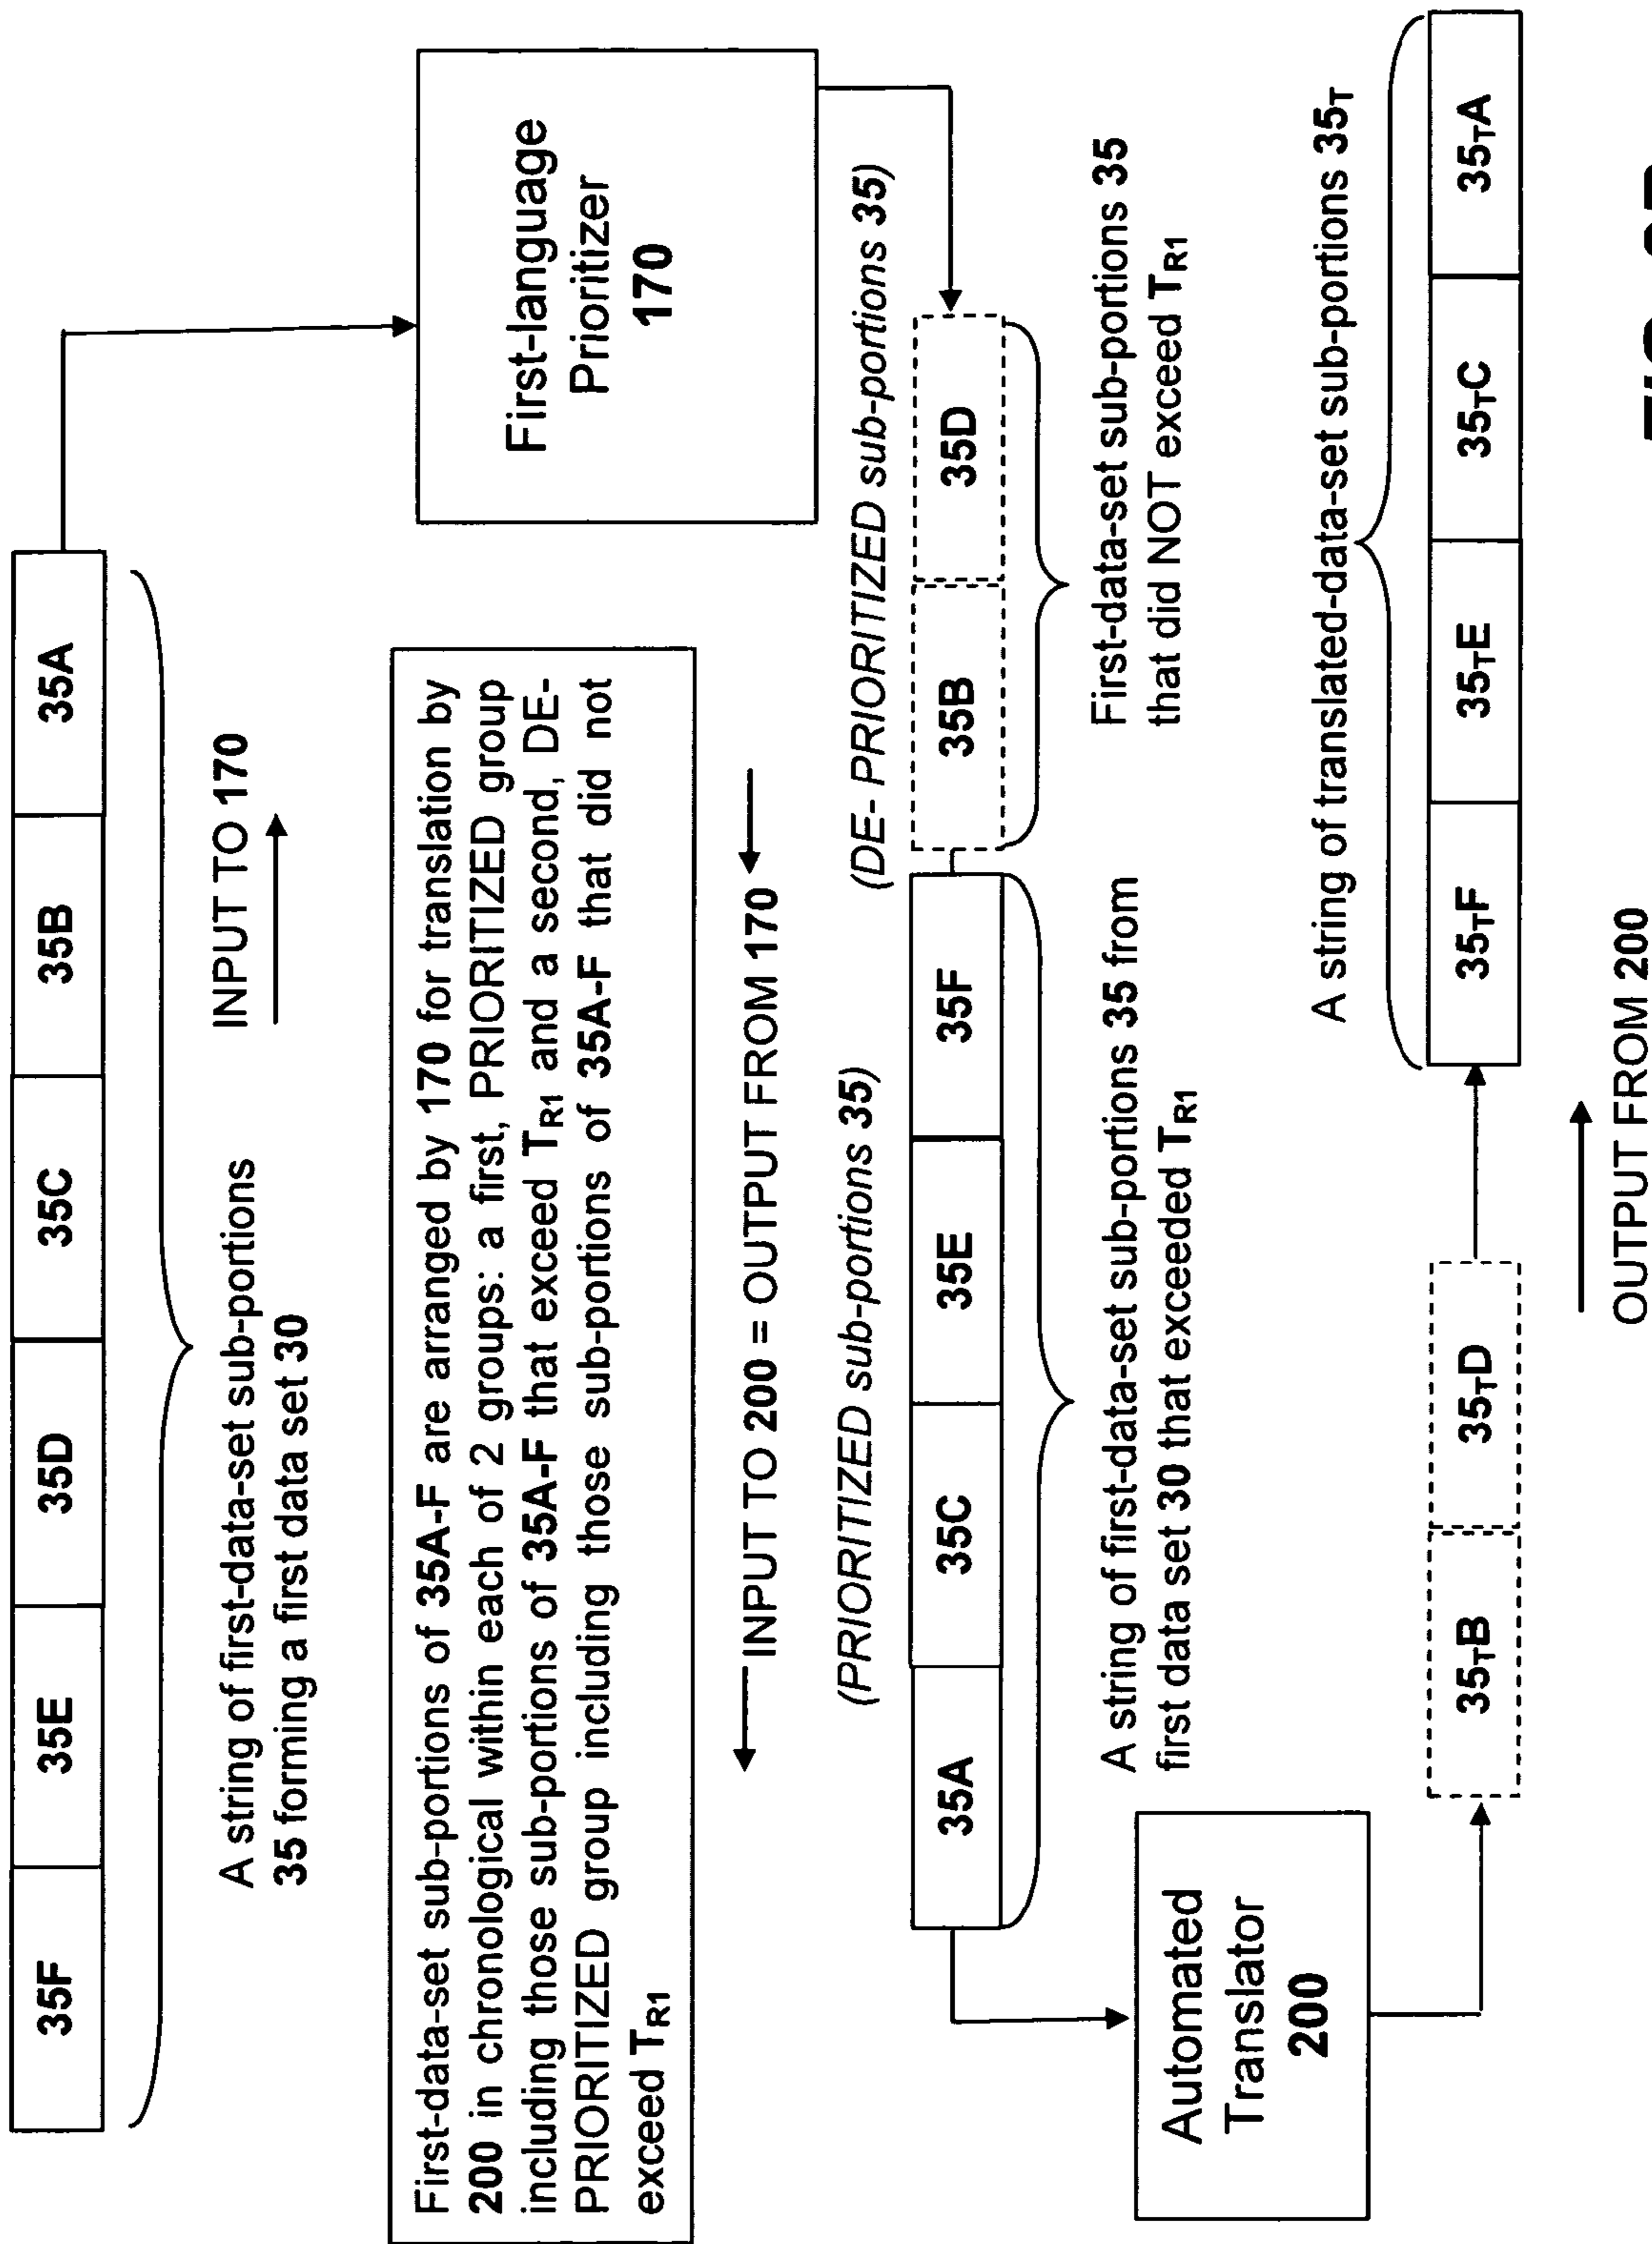 35F 35E 35D 35C 35B 35A
A string of first-data-set sub-portions
35 forming a first data set 30
INPUT TO 170
First-language
Prioritizer
170
First-data-set sub-portions of 35A-F are arranged by 170 for translation by
200 in chronological within each of 2 groups: a first, PRIORITIZED group
including those sub-portions of 35A-F that exceed TR1 and a second, DE-
PRIORITIZED group including those sub-portions of 35A-F that did not
exceed TR1
INPUT TO 200 = OUTPUT FROM 170
(PRIORITIZED sub-portions 35)
(DE- PRIORITIZED sub-portions 35)
35A 35C 35E 35F 35B 35D
A string of first-data-set sub-portions 35 from
first data set 30 that exceeded TR1
First-data-set sub-portions 35
that did NOT exceed TR1
Automated
Translator
200
A string of translated-data-set sub-portions 35T
35TB 35TD 35TF 35TE 35TC 35TA
OUTPUT FROM 200